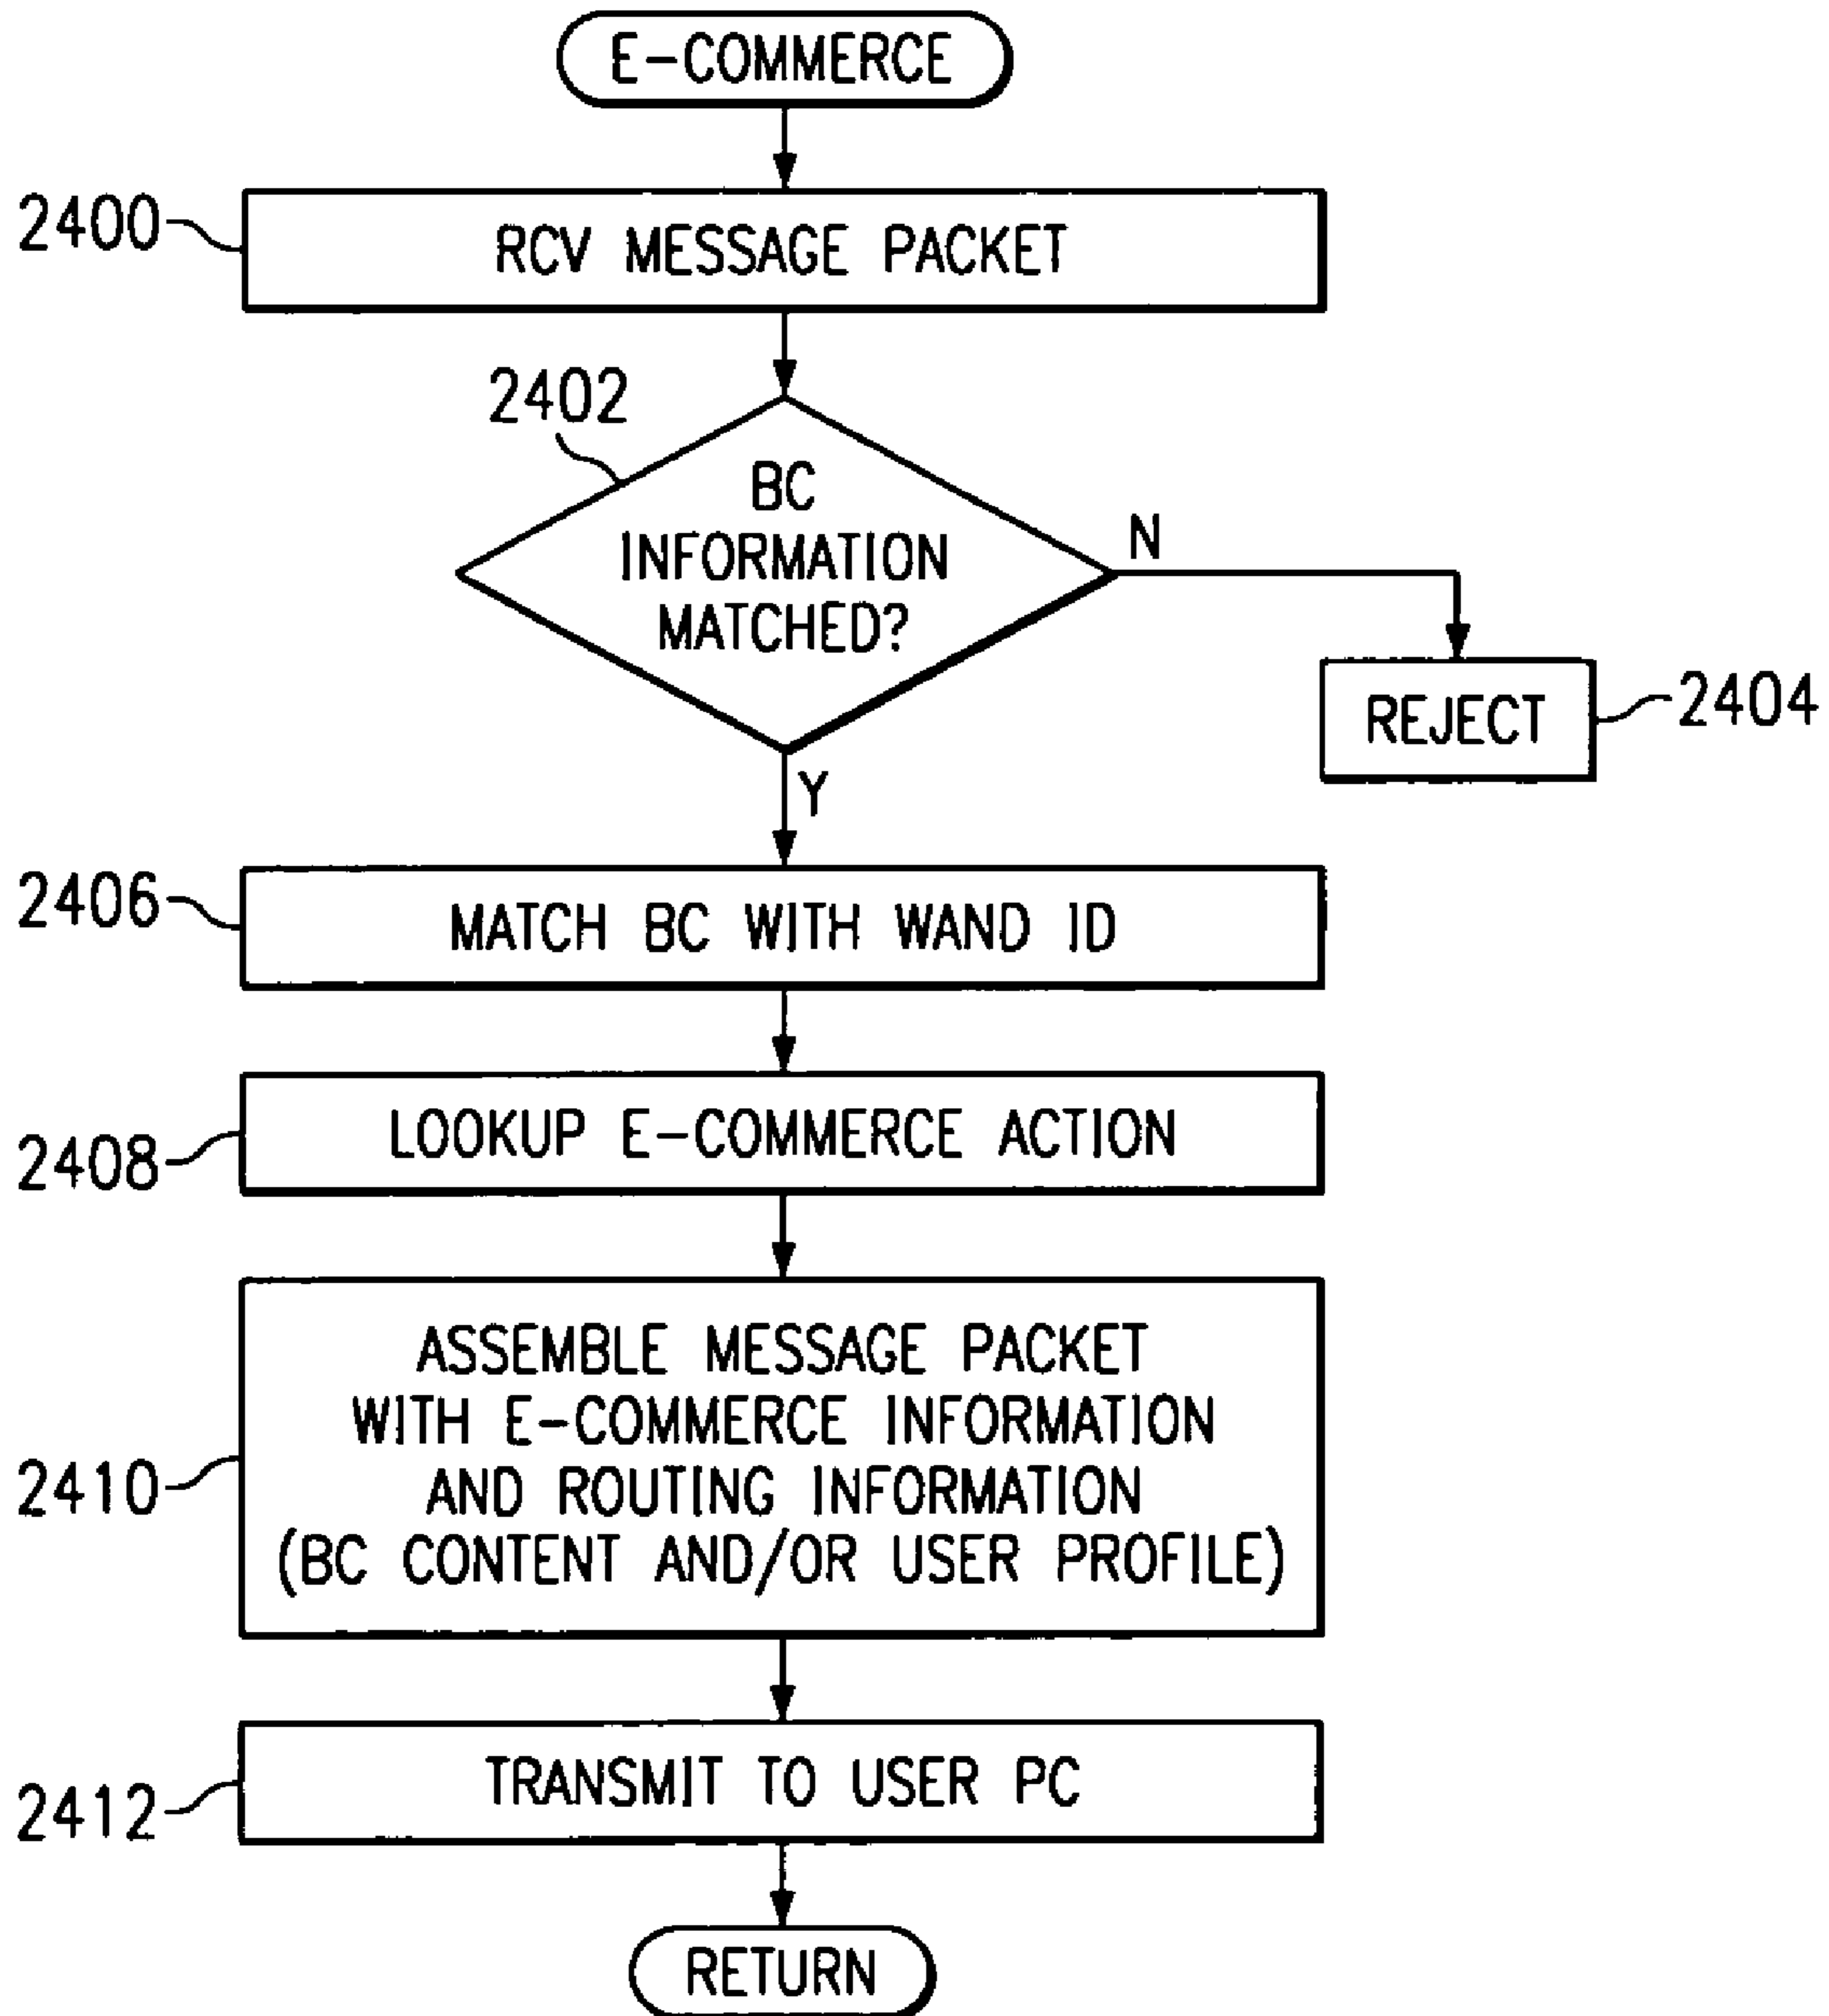 E-COMMERCE
2400
RCV MESSAGE PACKET
2402
BC
INFORMATION
MATCHED?
N
REJECT
2404
Y
2406
MATCH BC WITH WAND ID
2408
LOOKUP E-COMMERCE ACTION
2410
ASSEMBLE MESSAGE PACKET
WITH E-COMMERCE INFORMATION
AND ROUTING INFORMATION
(BC CONTENT AND/OR USER PROFILE)
2412
TRANSMIT TO USER PC
RETURN